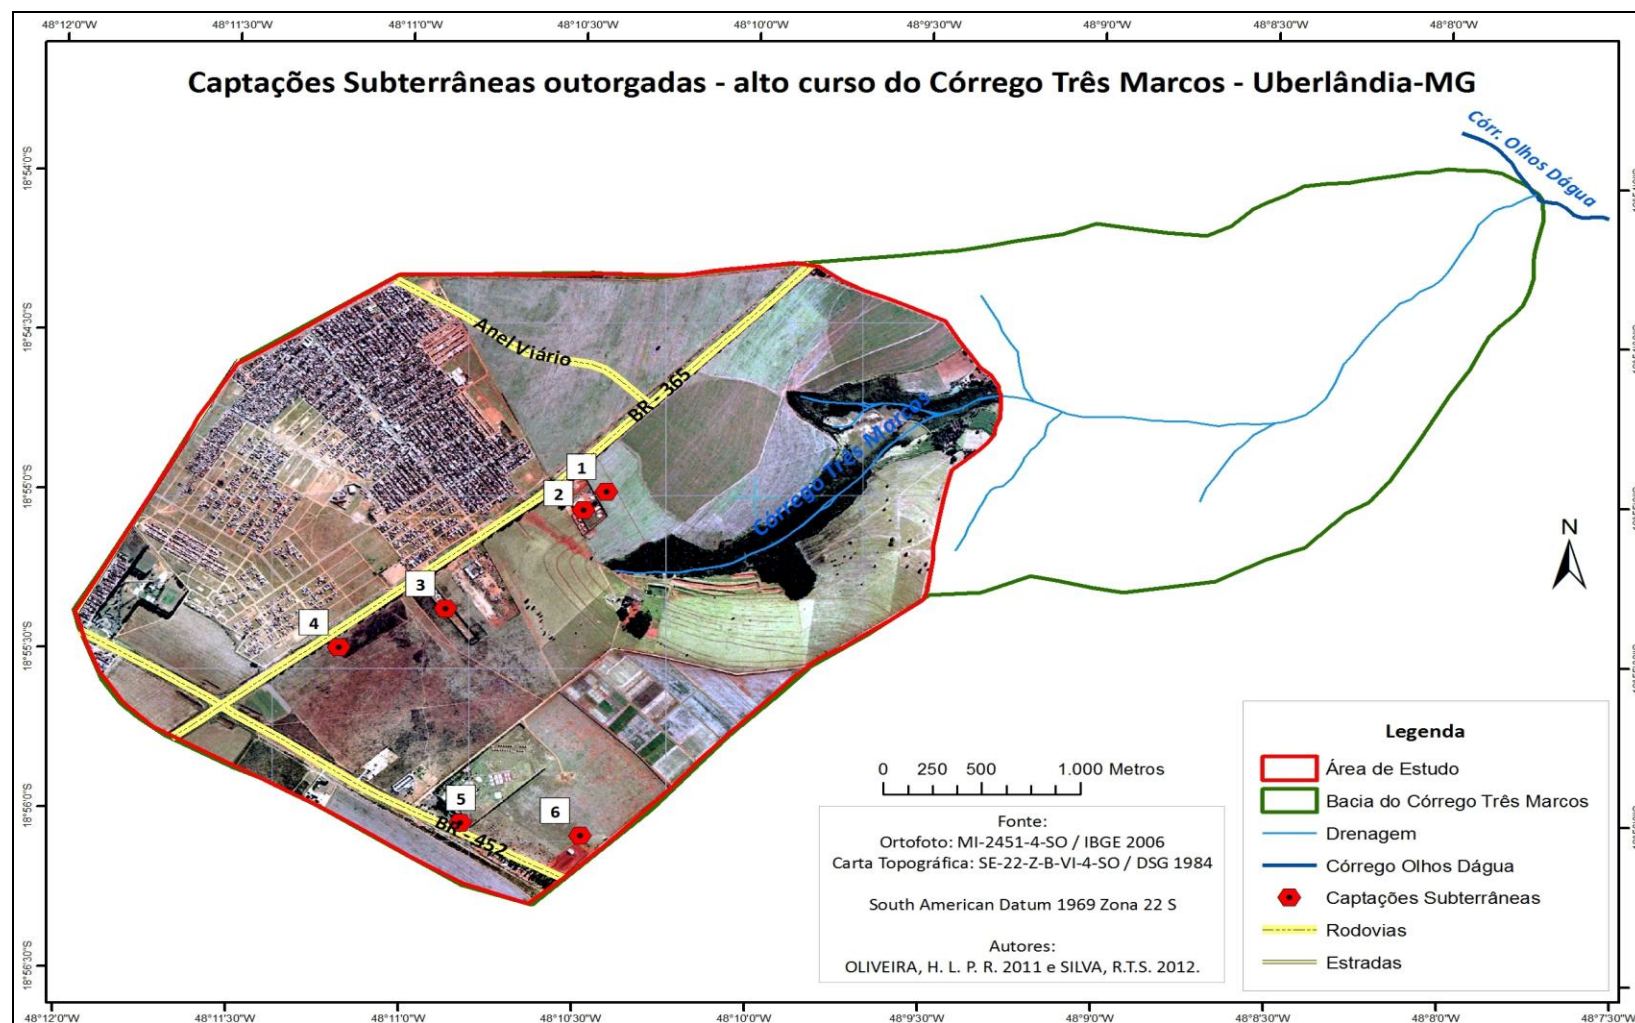 48°12'0"W 48°11'30"W 48°11'0"W 48°10'30"W 48°10'0"W 48°9'30"W 48°9'0"W 48°8'30"W 48°8'0"W
Captações Subterrâneas outorgadas - alto curso do Córrego Três Marcos - Uberlândia-MG
Córr. Olhos Dágua
18°54'0"S
18°54'30"S
Anel Viário
BR - 365
Córrego Três Marcos
1
2
18°55'0"S
3
4
18°55'30"S
N
5
6
BR - 452
18°56'0"S
18°56'30"S
0 250 500 1.000 Metros
Fonte:
Ortofoto: MI-2451-4-SO / IBGE 2006
Carta Topográfica: SE-22-Z-B-VI-4-SO / DSG 1984
South American Datum 1969 Zona 22 S
Autores:
OLIVEIRA, H. L. P. R. 2011 e SILVA, R.T.S. 2012.
Legenda
Área de Estudo
Bacia do Córrego Três Marcos
Drenagem
Córrego Olhos Dágua
Captações Subterrâneas
Rodovias
Estradas
48°12'0"W 48°11'30"W 48°11'0"W 48°10'30"W 48°10'0"W 48°9'30"W 48°9'0"W 48°8'30"W 48°8'0"W 48°7'30"W